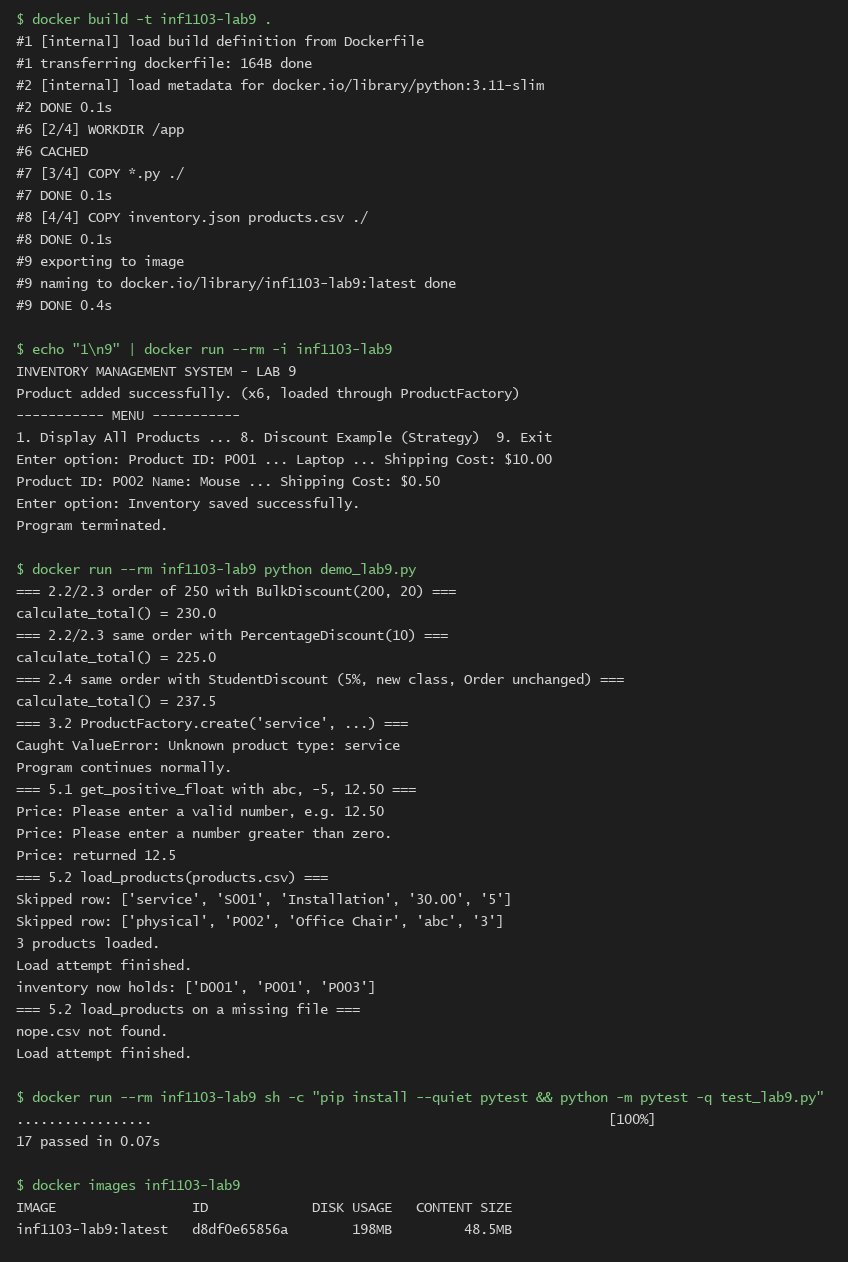 $ docker build -t inf1103-lab9 .
#1 [internal] load build definition from Dockerfile
#1 transferring dockerfile: 164B done
#2 [internal] load metadata for docker.io/library/python:3.11-slim
#2 DONE 0.1s
#6 [2/4] WORKDIR /app
#6 CACHED
#7 [3/4] COPY *.py ./
#7 DONE 0.1s
#8 [4/4] COPY inventory.json products.csv ./
#8 DONE 0.1s
#9 exporting to image
#9 naming to docker.io/library/inf1103-lab9:latest done
#9 DONE 0.4s

$ echo "1\n9" | docker run --rm -i inf1103-lab9
INVENTORY MANAGEMENT SYSTEM - LAB 9
Product added successfully. (x6, loaded through ProductFactory)
----------- MENU -----------
1. Display All Products ... 8. Discount Example (Strategy)  9. Exit
Enter option: Product ID: P001 ... Laptop ... Shipping Cost: $10.00
Product ID: P002 Name: Mouse ... Shipping Cost: $0.50
Enter option: Inventory saved successfully.
Program terminated.

$ docker run --rm inf1103-lab9 python demo_lab9.py
=== 2.2/2.3 order of 250 with BulkDiscount(200, 20) ===
calculate_total() = 230.0
=== 2.2/2.3 same order with PercentageDiscount(10) ===
calculate_total() = 225.0
=== 2.4 same order with StudentDiscount (5%, new class, Order unchanged) ===
calculate_total() = 237.5
=== 3.2 ProductFactory.create('service', ...) ===
Caught ValueError: Unknown product type: service
Program continues normally.
=== 5.1 get_positive_float with abc, -5, 12.50 ===
Price: Please enter a valid number, e.g. 12.50
Price: Please enter a number greater than zero.
Price: returned 12.5
=== 5.2 load_products(products.csv) ===
Skipped row: ['service', 'S001', 'Installation', '30.00', '5']
Skipped row: ['physical', 'P002', 'Office Chair', 'abc', '3']
3 products loaded.
Load attempt finished.
inventory now holds: ['D001', 'P001', 'P003']
=== 5.2 load_products on a missing file ===
nope.csv not found.
Load attempt finished.

$ docker run --rm inf1103-lab9 sh -c "pip install --quiet pytest && python -m pytest -q test_lab9.py"
.................                                                         [100%]
17 passed in 0.07s

$ docker images inf1103-lab9
IMAGE                 ID             DISK USAGE   CONTENT SIZE
inf1103-lab9:latest   d8df0e65856a        198MB         48.5MB